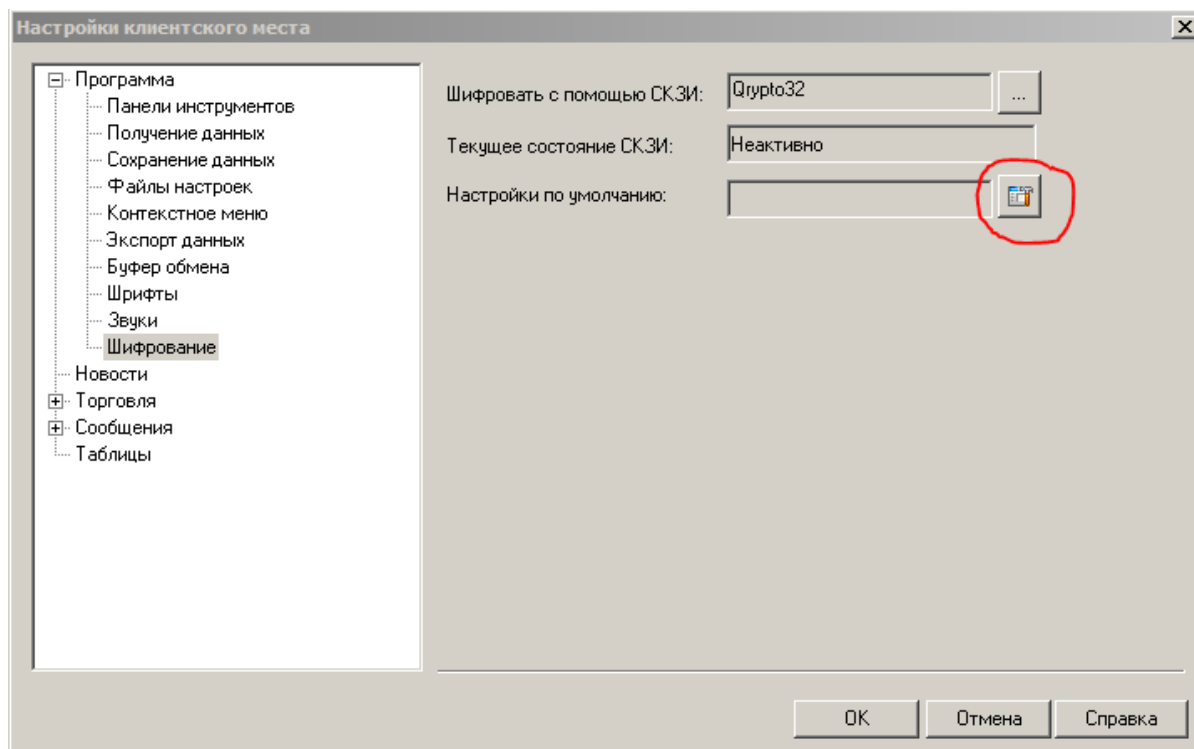 Настройки клиентского места
Программа
Панели инструментов
Получение данных
Сохранение данных
Файлы настроек
Контекстное меню
Экспорт данных
Буфер обмена
Шрифты
Звуки
Шифрование
Новости
Торговля
Сообщения
Таблицы
Шифровать с помощью СКЗИ: Qrypto32 ...
Текущее состояние СКЗИ: Неактивно
Настройки по умолчанию:
OK Отмена Справка